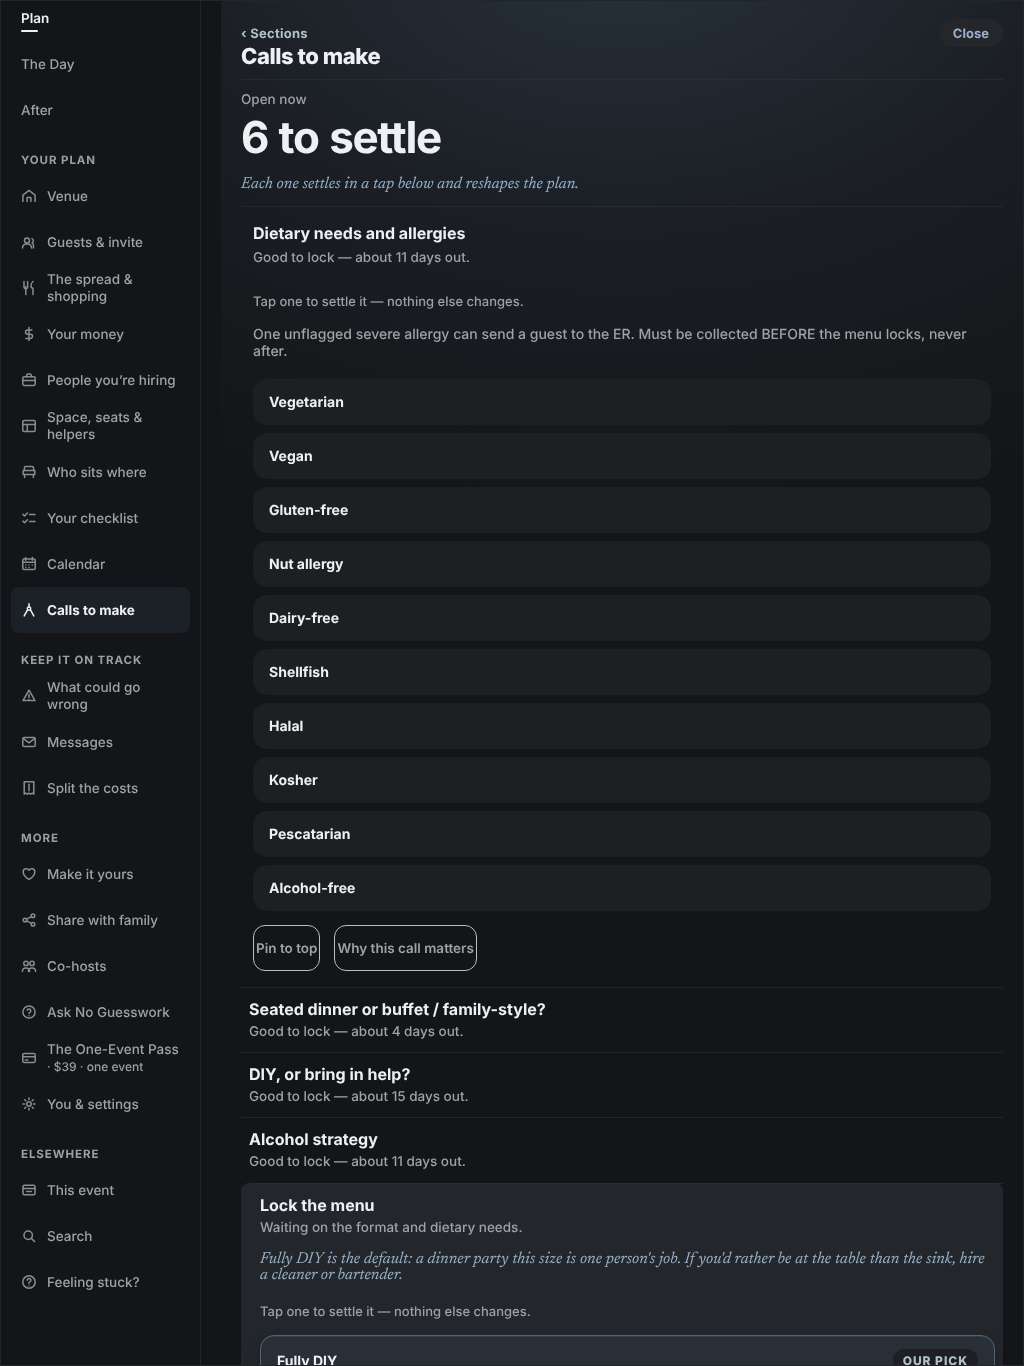 Plan
The Day
After
YOUR PLAN
Venue
Guests & invite
The spread &
shopping
Your money
People you’re hiring
Space, seats &
helpers
Who sits where
Your checklist
Calendar
Calls to make
KEEP IT ON TRACK
What could go
wrong
Messages
Split the costs
MORE
Make it yours
Share with family
Co-hosts
Ask No Guesswork
The One-Event Pass
· $39 · one event
You & settings
ELSEWHERE
This event
Search
Feeling stuck?
‹ Sections
Close
Calls to make
Open now
6 to settle
Each one settles in a tap below and reshapes the plan.
Dietary needs and allergies
Good to lock — about 11 days out.
Tap one to settle it — nothing else changes.
One unflagged severe allergy can send a guest to the ER. Must be collected BEFORE the menu locks, never
after.
Vegetarian
Vegan
Gluten-free
Nut allergy
Dairy-free
Shellfish
Halal
Kosher
Pescatarian
Alcohol-free
Pin to top
Why this call matters
Seated dinner or buffet / family-style?
Good to lock — about 4 days out.
DIY, or bring in help?
Good to lock — about 15 days out.
Alcohol strategy
Good to lock — about 11 days out.
Lock the menu
Waiting on the format and dietary needs.
Fully DIY is the default: a dinner party this size is one person's job. If you'd rather be at the table than the sink, hire
a cleaner or bartender.
Tap one to settle it — nothing else changes.
Fully DIY
OUR PICK